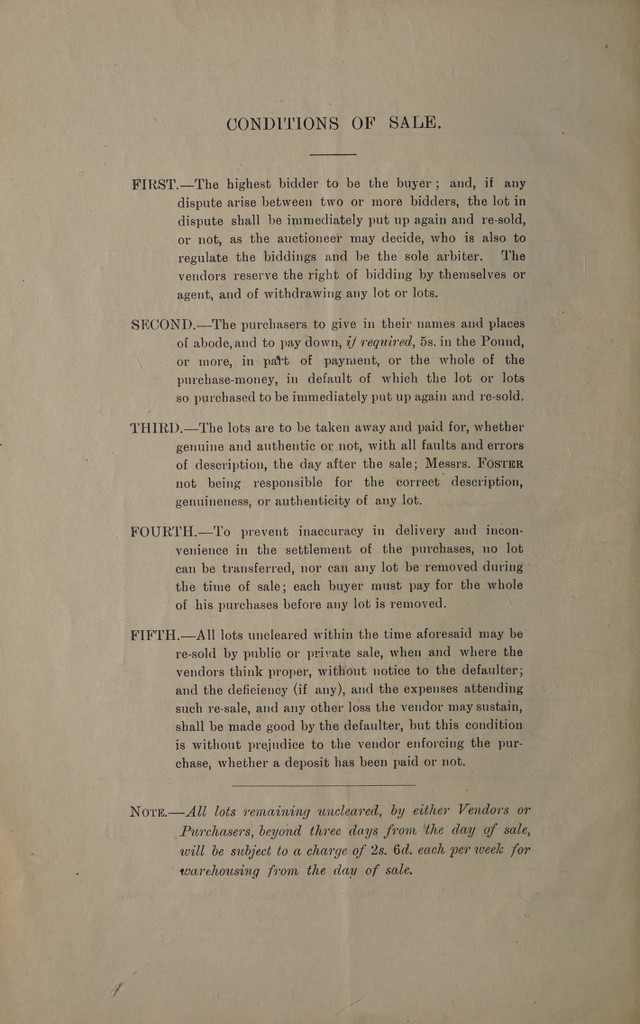 CONDITIONS OF SALE.
FIRST.—The highest bidder to be the buyer; and, if any
dispute arise between two or more bidders, the lot in
dispute shall be immediately put up again and re-sold,
or not, as the auctioneer may decide, who is also to
regulate the biddings and be the sole arbiter. The
vendors reserve the right of bidding by themselves or
agent, and of withdrawing any lot or lots.
SECOND.—The purchasers to give in their names and places
of abode, and to pay down, if required, 5s. in the Pound,
or more, in part of payment, or the whole of the
purchase-money, in default of which the lot or lots
so purchased to be immediately put up again and re-sold.
THIRD.—The lots are to be taken away and paid for, whether
genuine and authentic or not, with all faults and errors
of description, the day after the sale; Messrs. FOSTER
not being responsible for the correct description,
genuineness, or authenticity of any lot.
FOURTH.—To prevent inaccuracy in delivery and incon-
venience in the settlement of the purchases, no lot
can be transferred, nor can any lot be removed during
the time of sale; each buyer must pay for the whole
of his purchases before any lot is removed.
FIFTH.—All lots uncleared within the time aforesaid may be
re-sold by public or private sale, when and where the
vendors think proper, without notice to the defaulter;
and the deficiency (if any), and the expenses attending
such re-sale, and any other loss the vendor may sustain,
shall be made good by the defaulter, but this condition
is without prejudice to the vendor enforcing the pur-
chase, whether a deposit has been paid or not.
NOTE.—All lots remaining uncleared, by either Vendors or
Purchasers, beyond three days from the day of sale,
will be subject to a charge of 2s. 6d. each per week for
warehousing from the day of sale.